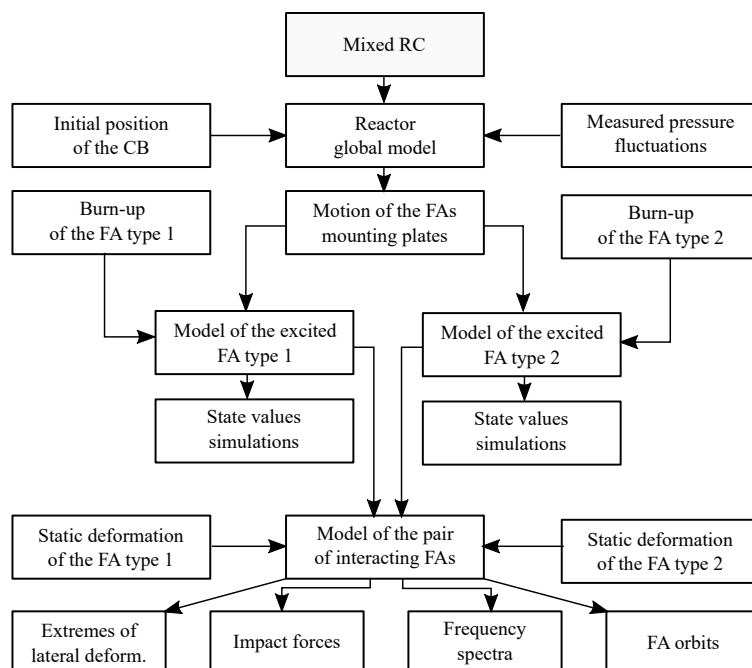 Mixed RC
Initial position
of the CB
Reactor
global model
Measured pressure
fluctuations
Burn-up
of the FA type 1
Motion of the FAs
mounting plates
Burn-up
of the FA type 2
Model of the excited
FA type 1
Model of the excited
FA type 2
State values
simulations
State values
simulations
Static deformation
of the FA type 1
Model of the pair
of interacting FAs
Static deformation
of the FA type 2
Extremes of
lateral deform.
Impact forces
Frequency
spectra
FA orbits